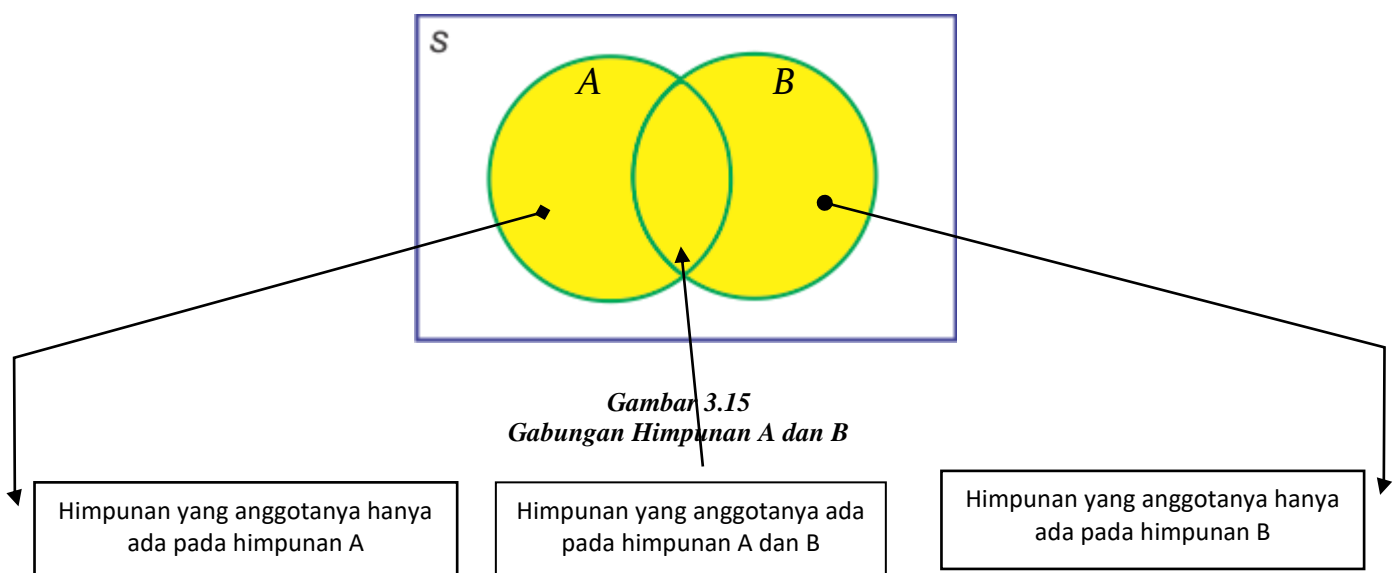 S
A
B
Gambar 3.15
Gabungan Himpunan A dan B
Himpunan yang anggotanya hanya
ada pada himpunan A
Himpunan yang anggotanya ada
pada himpunan A dan B
Himpunan yang anggotanya hanya
ada pada himpunan B